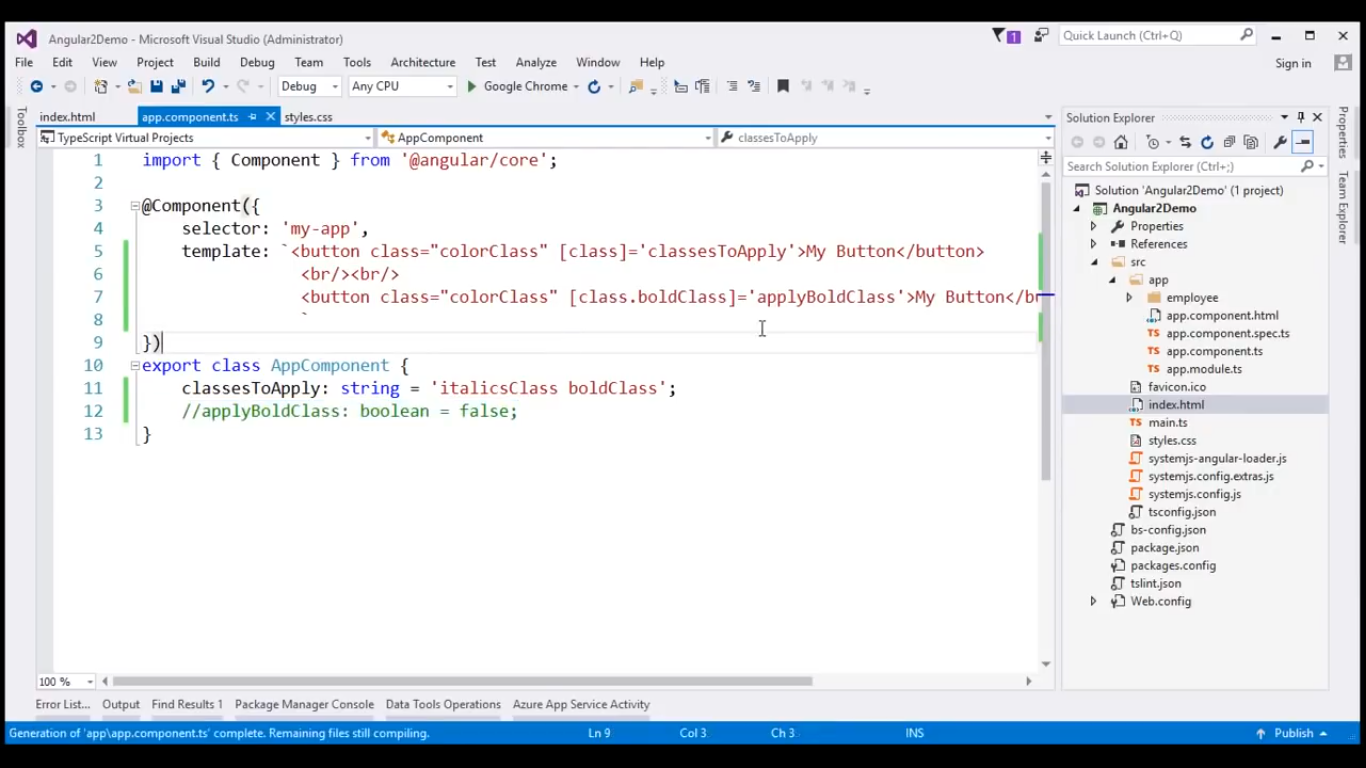 Angular2Demo - Microsoft Visual Studio (Administrator)
1
Quick Launch (Ctrl+Q)
File Edit View Project Build Debug Team Tools Architecture Test Analyze Window Help
Sign in
Debug Any CPU Google Chrome
Toolbox
index.html app.component.ts styles.css
TypeScript Virtual Projects AppComponent classesToApply
1 import { Component } from '@angular/core';
2
3 @Component({
4 selector: 'my-app',
5 template: `<button class="colorClass" [class]='classesToApply'>My Button</button>
6 <br/><br/>
7 <button class="colorClass" [class.boldClass]='applyBoldClass'>My Button</bu
8 `
9 })
10 export class AppComponent {
11 classesToApply: string = 'italicsClass boldClass';
12 //applyBoldClass: boolean = false;
13 }
100 %
Solution Explorer
Search Solution Explorer (Ctrl+;)
Solution 'Angular2Demo' (1 project)
Angular2Demo
Properties
References
src
app
employee
app.component.html
app.component.spec.ts
app.component.ts
app.module.ts
favicon.ico
index.html
main.ts
styles.css
systemjs-angular-loader.js
systemjs.config.extras.js
systemjs.config.js
tsconfig.json
bs-config.json
package.json
packages.config
tslint.json
Web.config
Properties
Team Explorer
Error List... Output Find Results 1 Package Manager Console Data Tools Operations Azure App Service Activity
Generation of 'app\app.component.ts' complete. Remaining files still compiling. Ln 9 Col 3 Ch 3 INS Publish